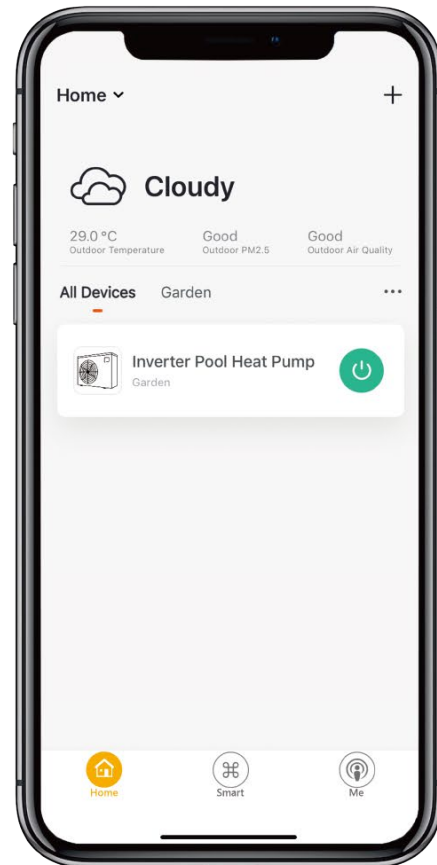 Home
Cloudy
29.0 °C Good Good
Outdoor Temperature Outdoor PM2.5 Outdoor Air Quality
All Devices Garden
Inverter Pool Heat Pump
Garden
Home Smart Me